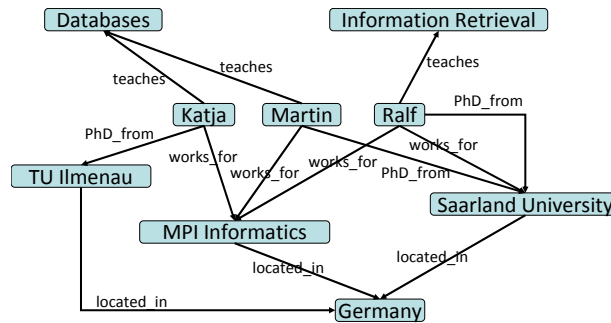 Databases
Information Retrieval
teaches
teaches
teaches
Katja
Martin
Ralf
PhD_from
PhD_from
works_for
works_for
works_for
works_for
PhD_from
TU Ilmenau
Saarland University
MPI Informatics
located_in
located_in
located_in
Germany